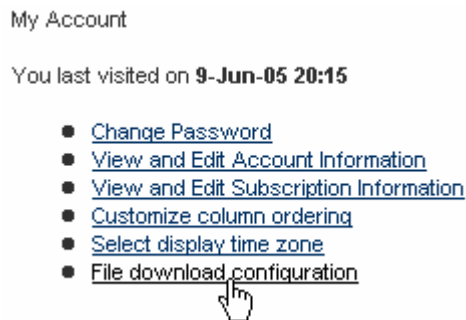 My Account
You last visited on 9-Jun-05 20:15
Change Password
View and Edit Account Information
View and Edit Subscription Information
Customize column ordering
Select display time zone
File download configuration